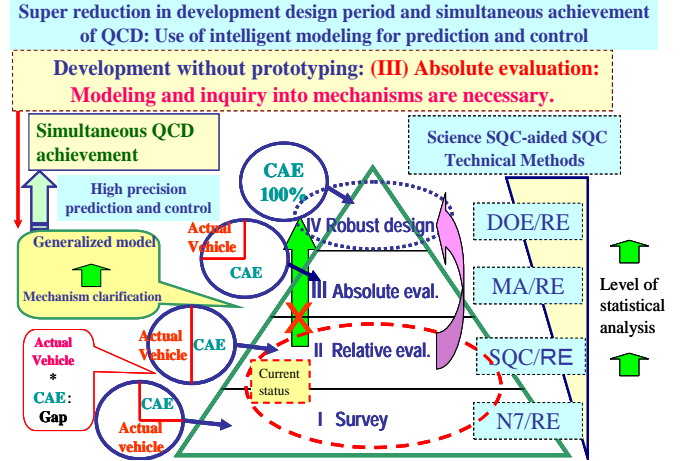 Super reduction in development design period and simultaneous achievement
of QCD: Use of intelligent modeling for prediction and control
Development without prototyping: (III) Absolute evaluation:
Modeling and inquiry into mechanisms are necessary.
Simultaneous QCD
achievement
Science SQC-aided SQC
Technical Methods
CAE
100%
High precision
prediction and control
IV Robust design
DOE/RE
Actual
Vehicle
CAE
Generalized model
Mechanism clarification
III Absolute eval.
MA/RE
Level of
statistical
analysis
X
Actual
Vehicle
CAE
II Relative eval.
SQC/RE
Actual
Vehicle
*
CAE:
Gap
Current
status
CAE
Actual
vehicle
I Survey
N7/RE